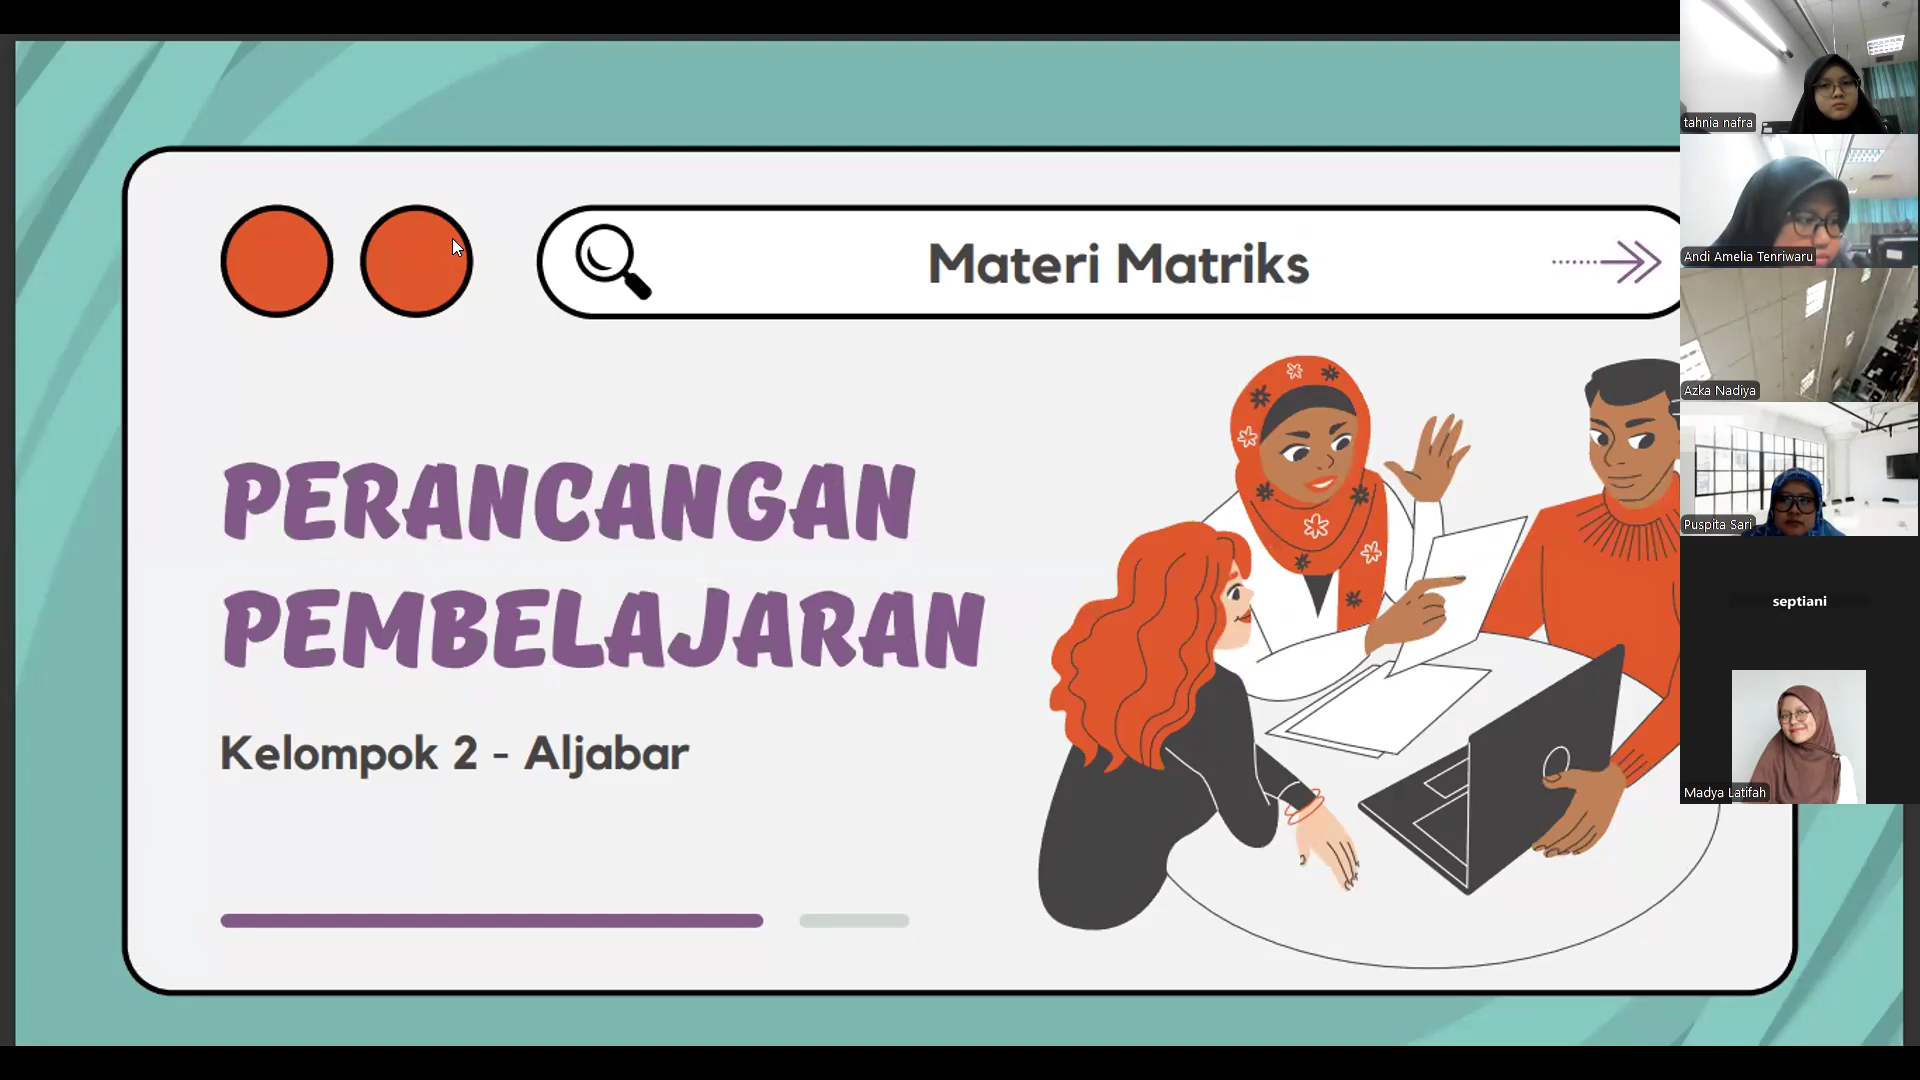 Materi Matriks
PERANCANGAN
PEMBELAJARAN
Kelompok 2 - Aljabar
tahnia nafra
Andi Amelia Tenriwaru
Azka Nadiya
Puspita Sari
septiani
Madya Latifah